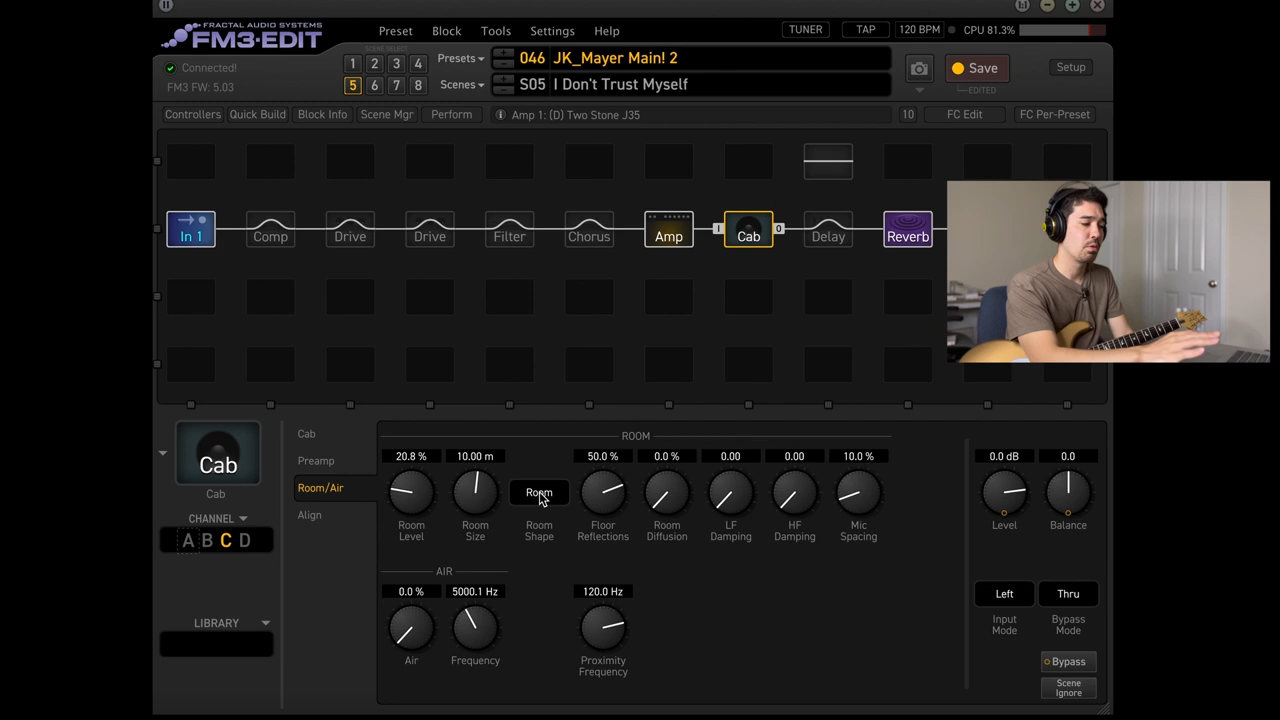 FRACTAL AUDIO SYSTEMS
FM3-EDIT
Preset Block Tools Settings Help
TUNER TAP 120 BPM CPU 81.3%
1:1
Connected!
FM3 FW: 5.03
SCENE SELECT
1 2 3 4
5 6 7 8
Presets 046 JK_Mayer Main! 2
Scenes S05 I Don't Trust Myself
Save
EDITED
Setup
Controllers Quick Build Block Info Scene Mgr Perform Amp 1: (D) Two Stone J35 10 FC Edit FC Per-Preset
In 1 Comp Drive Drive Filter Chorus Amp I Cab O Delay Reverb
Cab
Cab
CHANNEL
A B C D
LIBRARY
Cab
Preamp
Room/Air
Align
ROOM
20.8 % 10.00 m 50.0 % 0.0 % 0.00 0.00 10.0 % 0.0 dB 0.0
Room
Room Level
Room Size
Room Shape
Floor Reflections
Room Diffusion
LF Damping
HF Damping
Mic Spacing
Level
Balance
AIR
0.0 % 5000.1 Hz 120.0 Hz
Air
Frequency
Proximity Frequency
Left Thru
Input Mode
Bypass Mode
Bypass
Scene Ignore